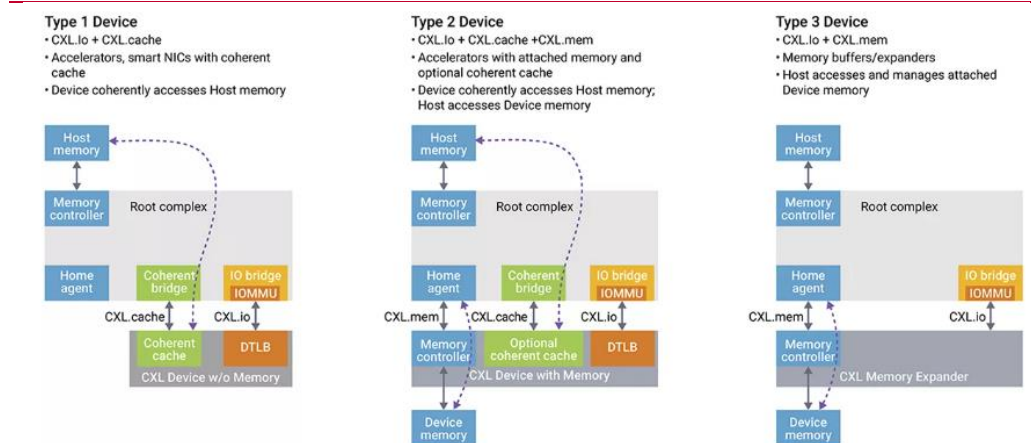 Type 1 Device
• CXL.Io + CXL.cache
• Accelerators, smart NICs with coherent
cache
• Device coherently accesses Host memory
Host
memory
Memory
controller
Root complex
Home
agent
Coherent
bridge
IO bridge
IOMMU
CXL.cache
CXL.io
Coherent
cache
DTLB
CXL Device w/o Memory
Type 2 Device
• CXL.Io + CXL.cache +CXL.mem
• Accelerators with attached memory and
optional coherent cache
• Device coherently accesses Host memory;
Host accesses Device memory
Host
memory
Memory
controller
Root complex
Home
agent
Coherent
bridge
IO bridge
IOMMU
CXL.mem
CXL.cache
CXL.io
Memory
controller
Optional
coherent cache
DTLB
CXL Device with Memory
Device
memory
Type 3 Device
• CXL.Io + CXL.mem
• Memory buffers/expanders
• Host accesses and manages attached
Device memory
Host
memory
Memory
controller
Root complex
Home
agent
IO bridge
IOMMU
CXL.mem
CXL.io
Memory
controller
CXL Memory Expander
Device
memory